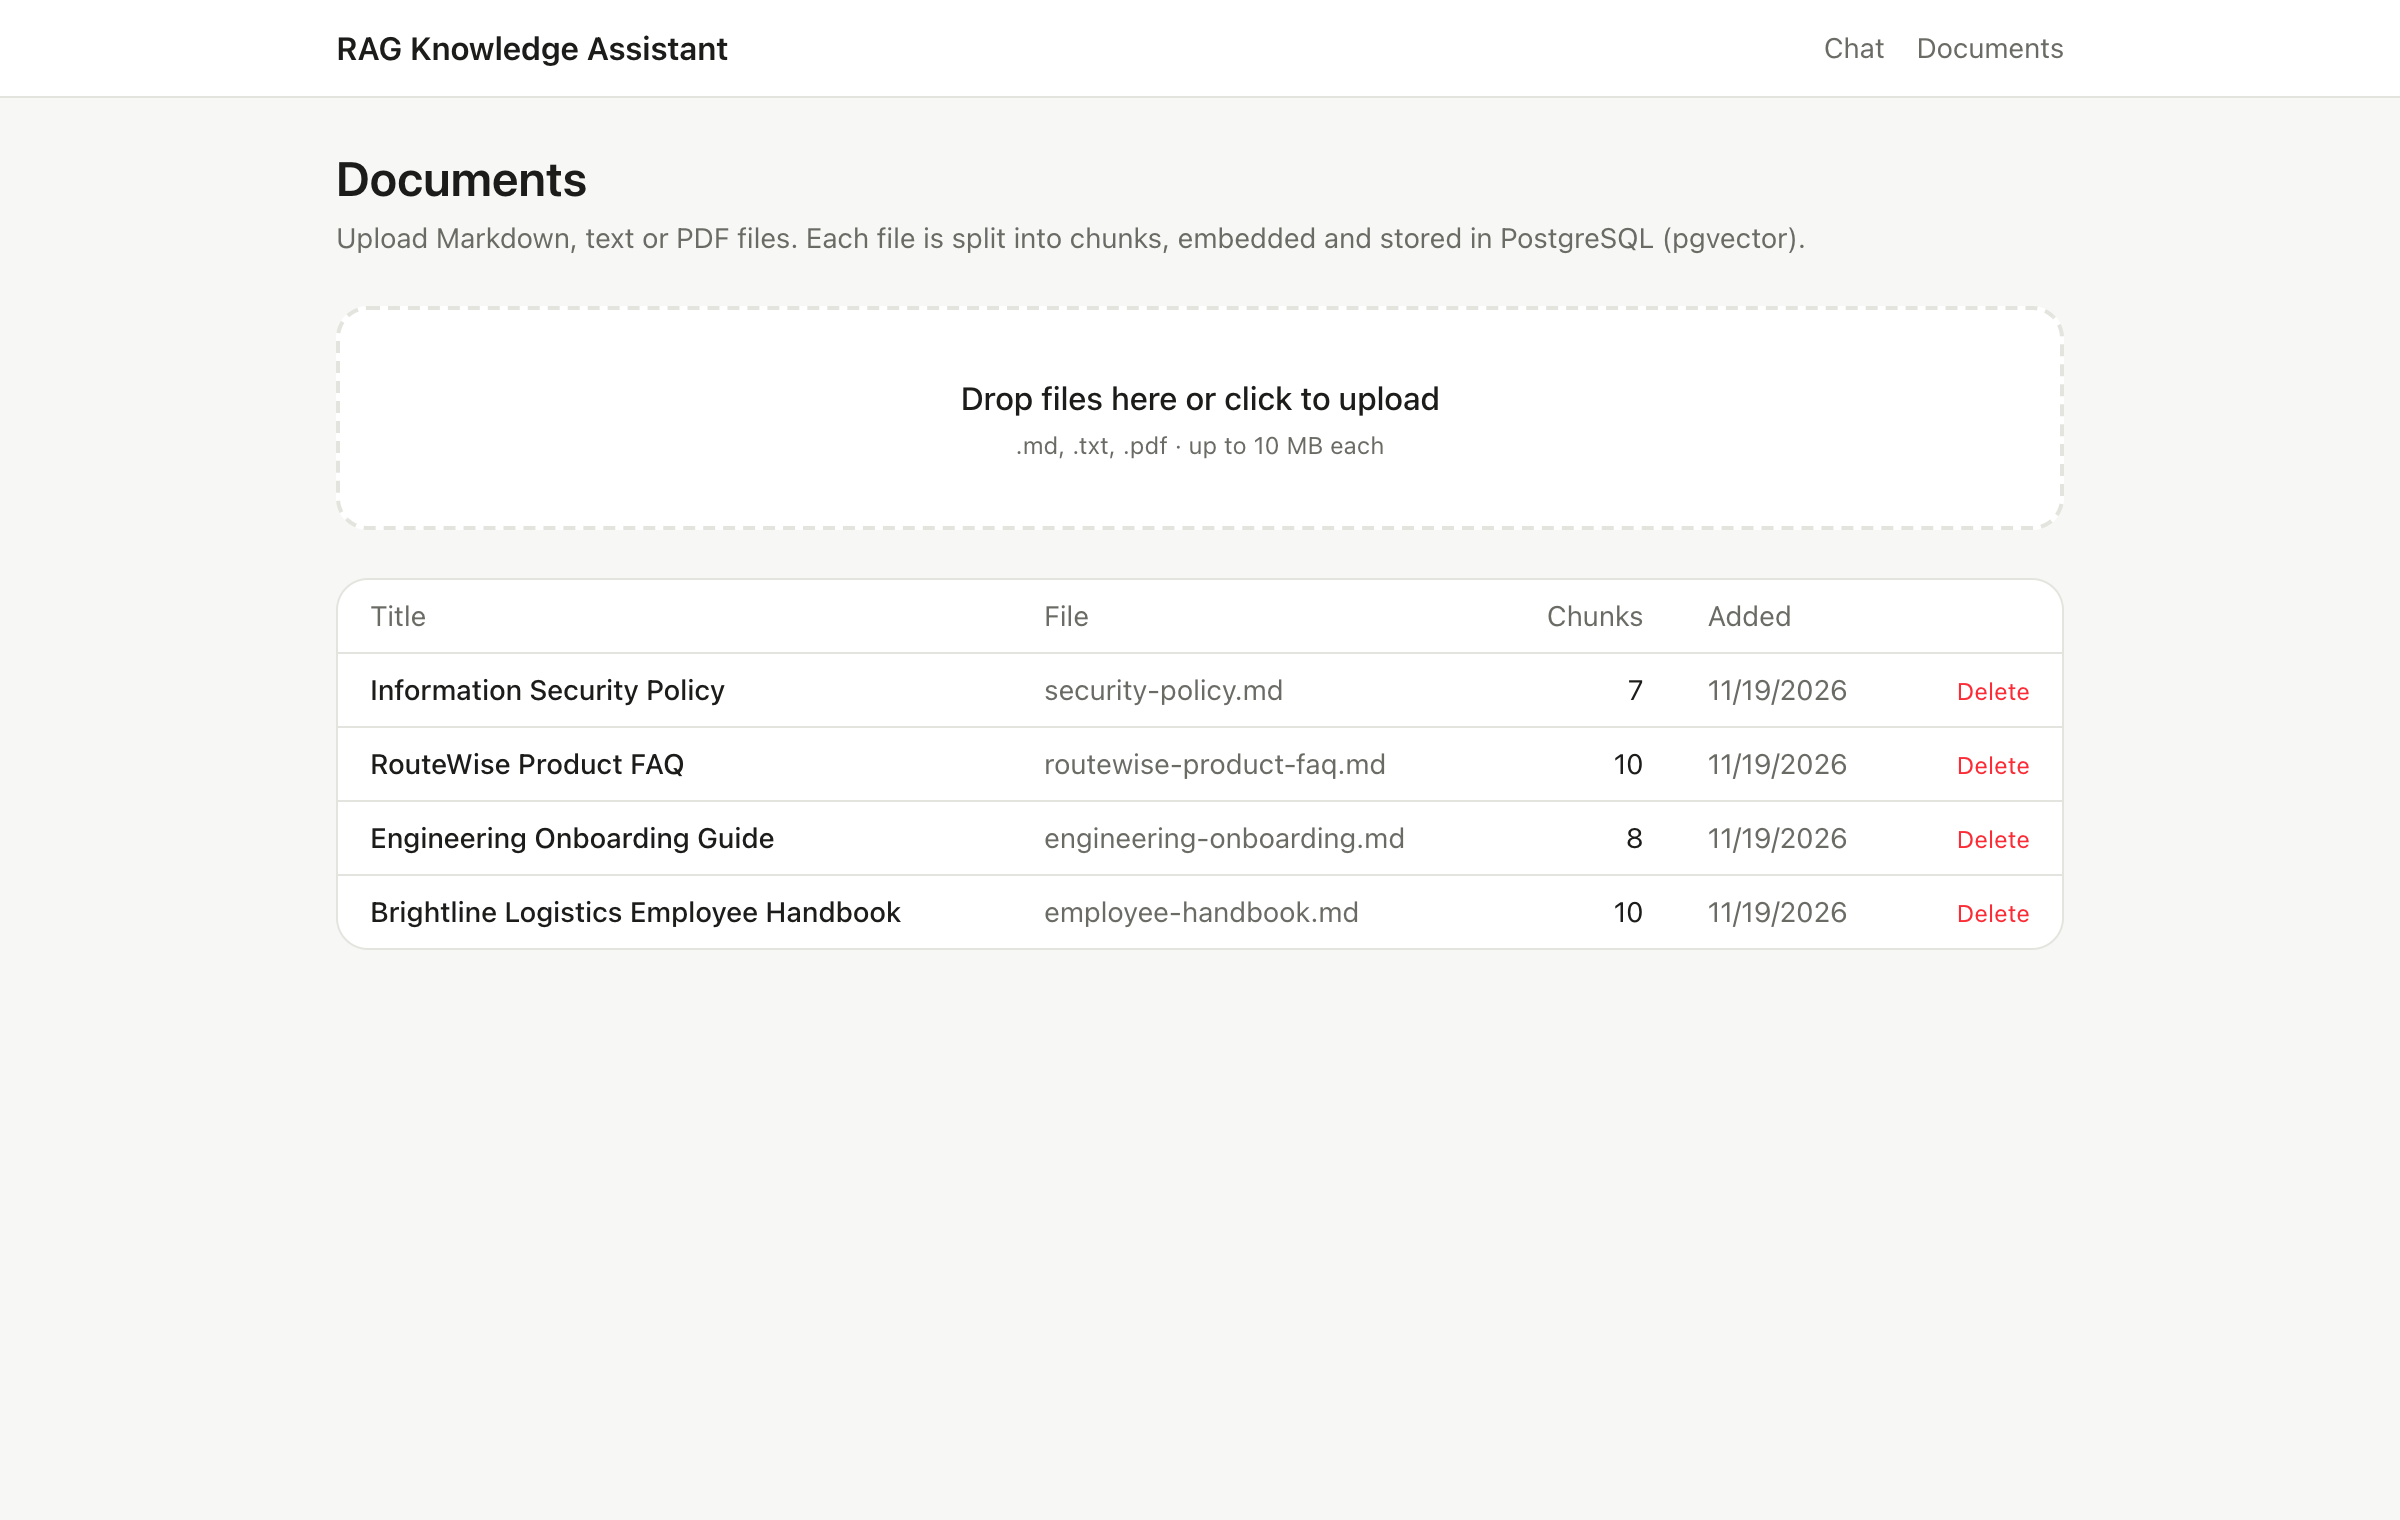 RAG Knowledge Assistant Chat Documents
Documents
Upload Markdown, text or PDF files. Each file is split into chunks, embedded and stored in PostgreSQL (pgvector).
Drop files here or click to upload
.md, .txt, .pdf · up to 10 MB each
Title File Chunks Added
Information Security Policy security-policy.md 7 11/19/2026 Delete
RouteWise Product FAQ routewise-product-faq.md 10 11/19/2026 Delete
Engineering Onboarding Guide engineering-onboarding.md 8 11/19/2026 Delete
Brightline Logistics Employee Handbook employee-handbook.md 10 11/19/2026 Delete